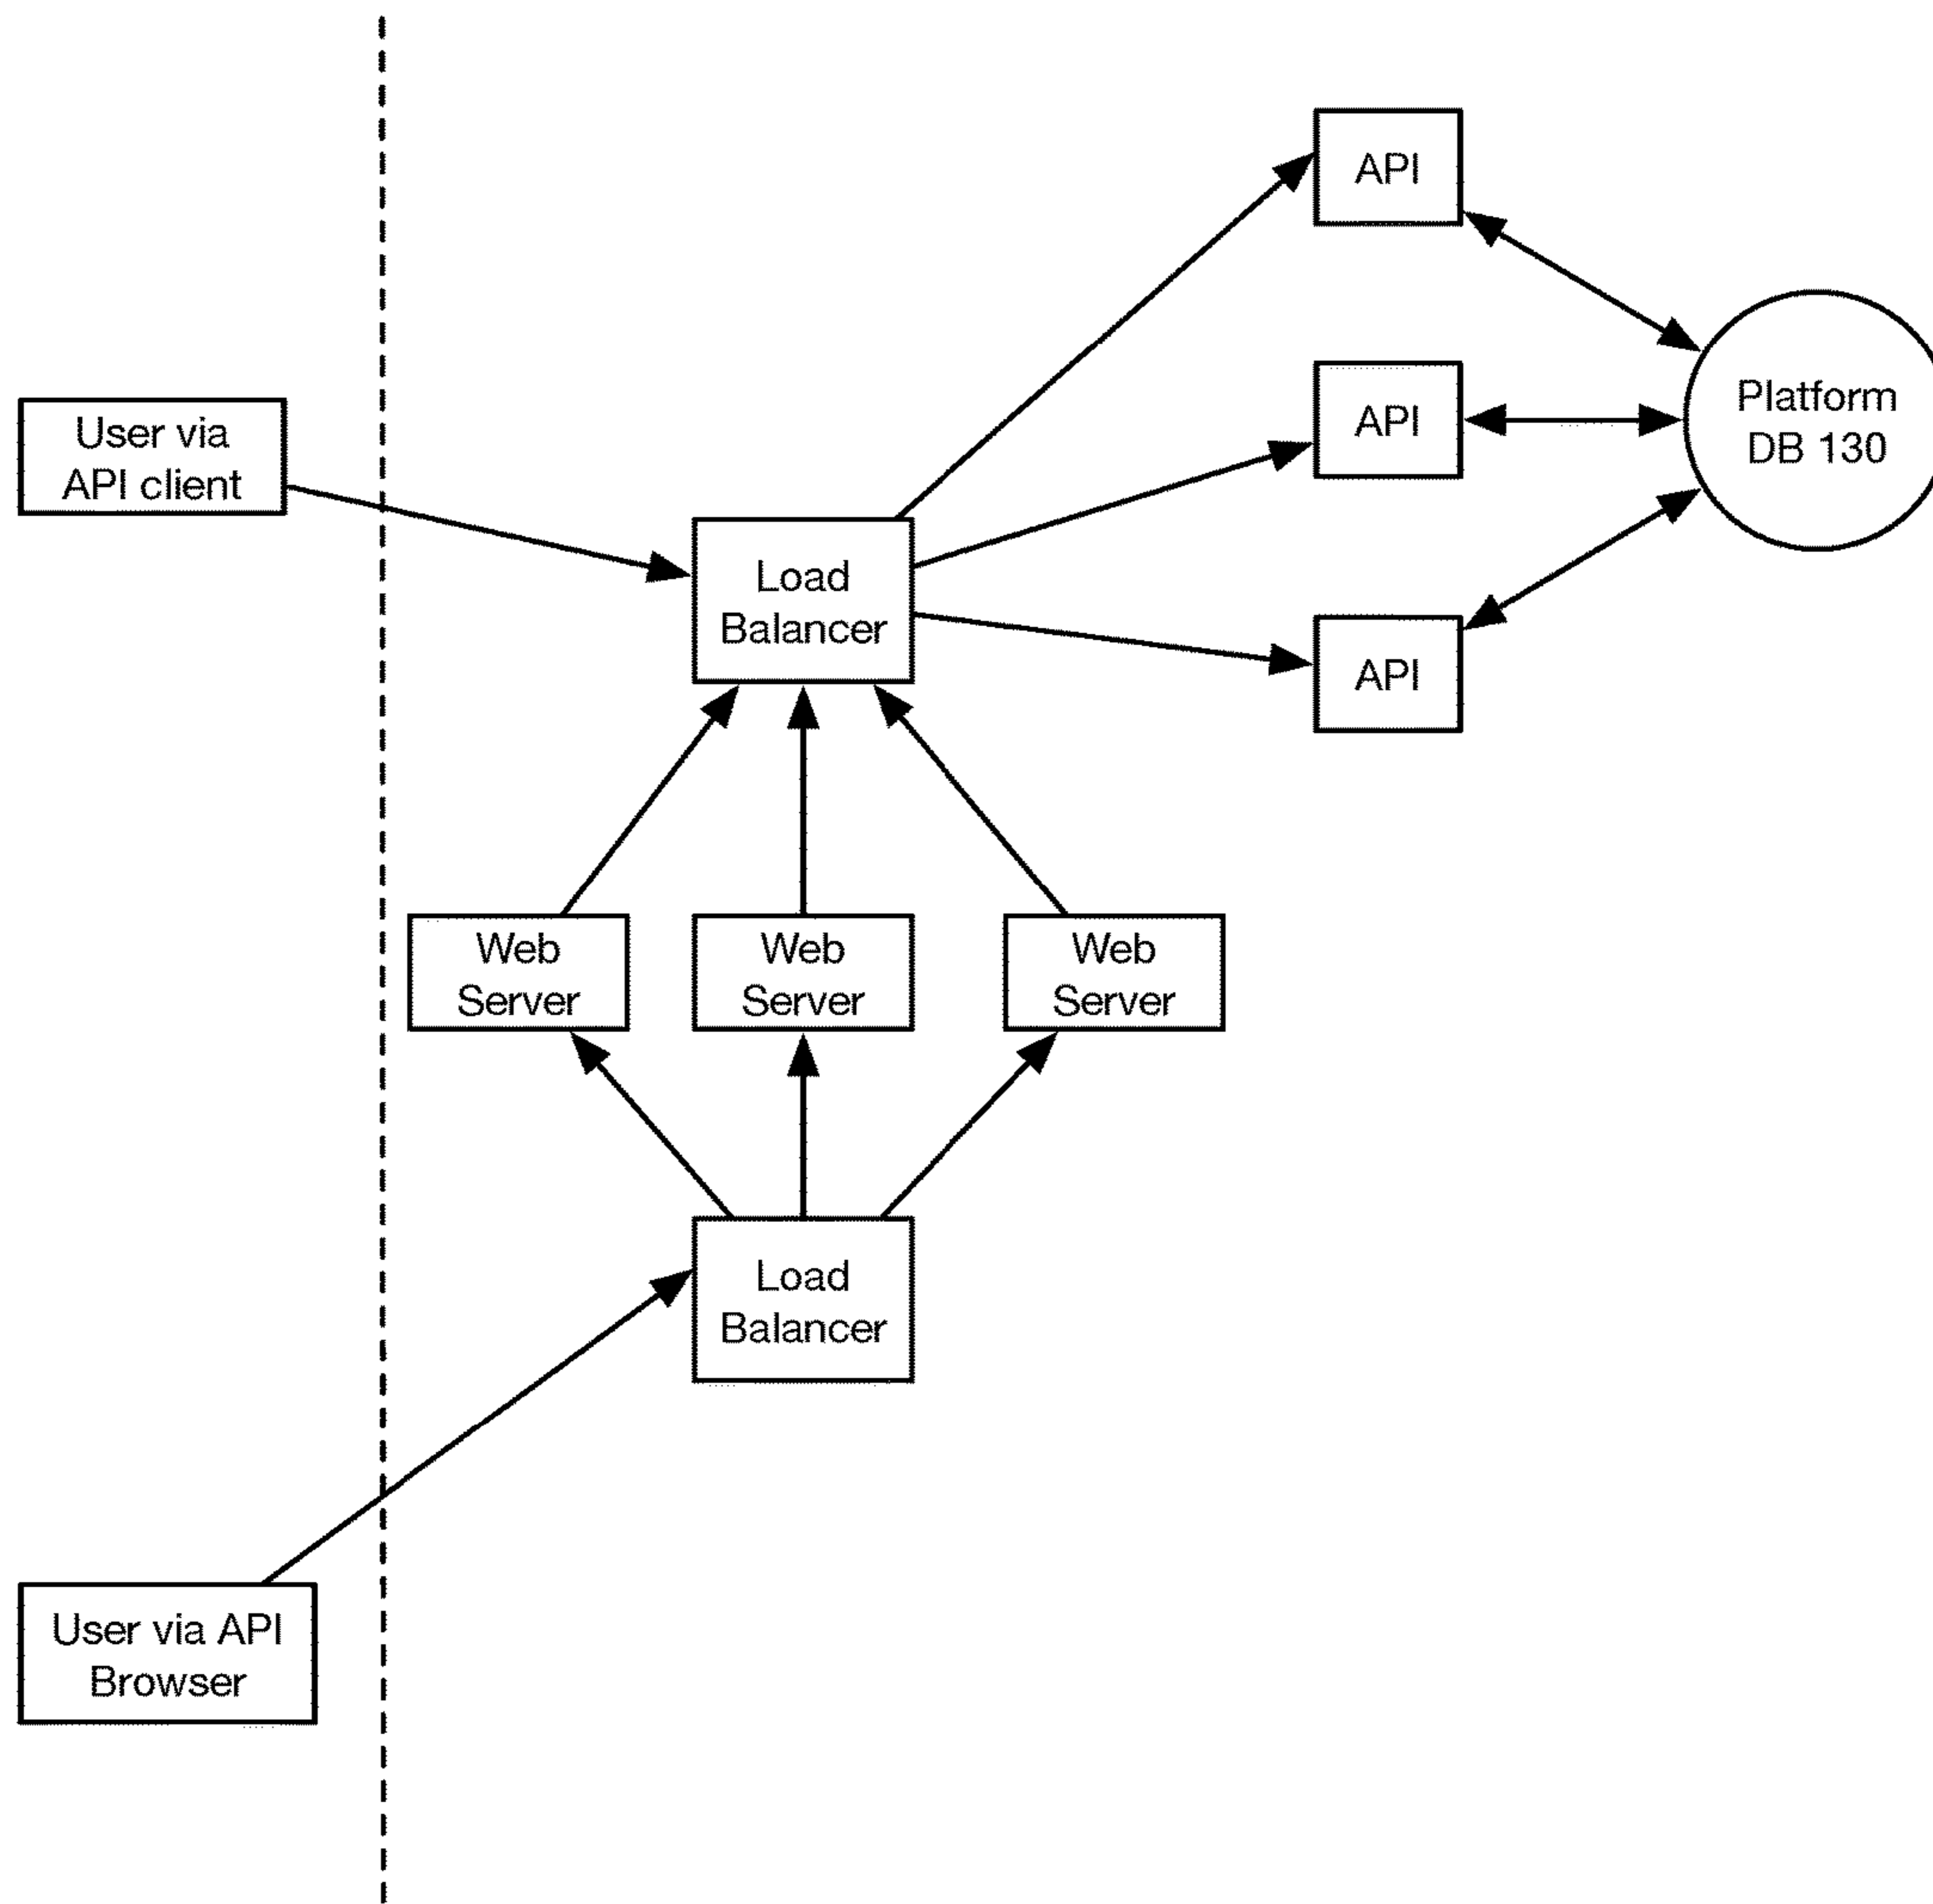 API
User via
API client
API
Platform
DB 130
Load
Balancer
API
Web
Server
Web
Server
Web
Server
Load
Balancer
User via API
Browser